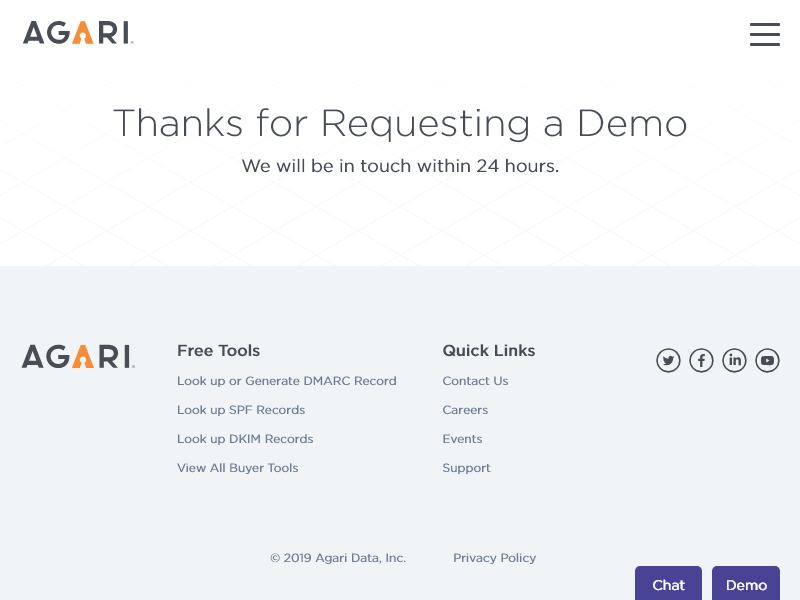 AGARI
Thanks for Requesting a Demo
We will be in touch within 24 hours.
AGARI
Free Tools
Look up or Generate DMARC Record
Look up SPF Records
Look up DKIM Records
View All Buyer Tools
Quick Links
Contact Us
Careers
Events
Support
© 2019 Agari Data, Inc.
Privacy Policy
Chat
Demo